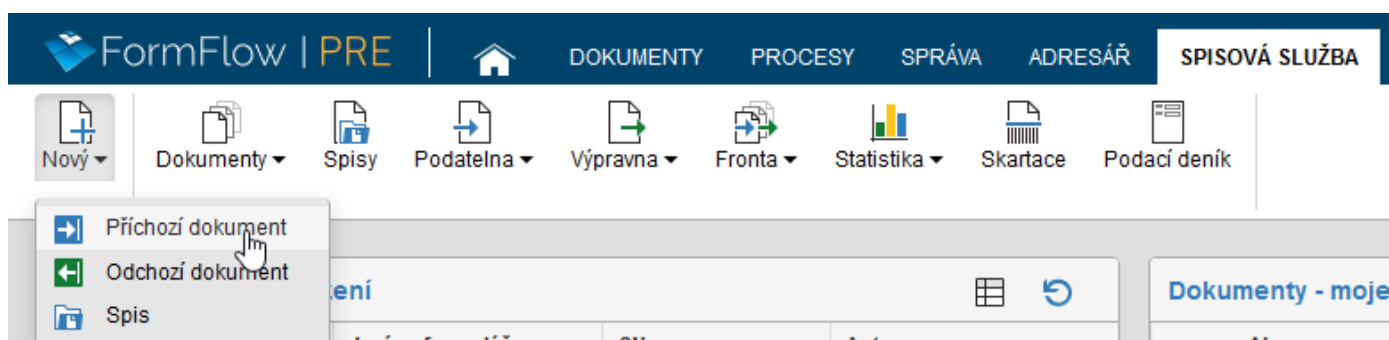 FormFlow | PRE
DOKUMENTY PROCESY SPRÁVA ADRESÁŘ SPISOVÁ SLUŽBA
Nový Dokumenty Spisy Podatelna Výpravna Fronta Statistika Skartace Podací deník
Příchozí dokument
Odchozí dokument
Spis
Dokumenty - moje